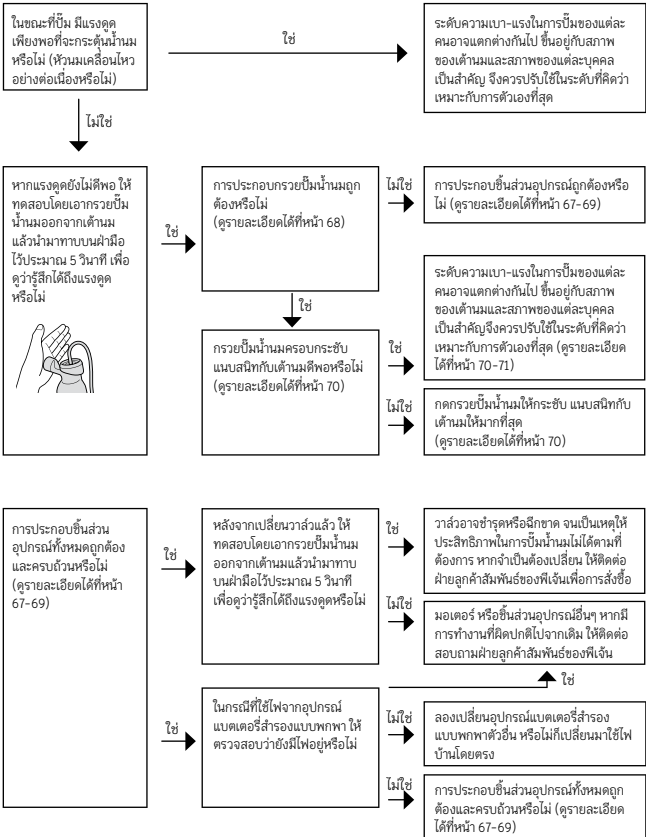 ในขณะที่ปั๊ม มีแรงดูด
เพียงพอที่จะกระตุ้นน้ำนม
หรือไม่ (หัวนมเคลื่อนไหว
อย่างต่อเนื่องหรือไม่)
ใช่
ระดับความเบา-แรงในการปั๊มของแต่ละ
คนอาจแตกต่างกันไป ขึ้นอยู่กับสภาพ
ของเต้านมและสภาพของแต่ละบุคคล
เป็นสำคัญ จึงควรปรับใช้ในระดับที่คิดว่า
เหมาะกับการตัวเองที่สุด
ไม่ใช่
หากแรงดูดยังไม่ดีพอ ให้
ทดสอบโดยเอากรวยปั๊ม
น้ำนมออกจากเต้านม
แล้วนำมาทาบบนฝ่ามือ
ไว้ประมาณ 5 วินาที เพื่อ
ดูว่ารู้สึกได้ถึงแรงดูด
หรือไม่
ใช่
การประกอบกรวยปั๊มน้ำนมถูก
ต้องหรือไม่
(ดูรายละเอียดได้ที่หน้า 68)
ไม่ใช่
การประกอบชิ้นส่วนอุปกรณ์ถูกต้องหรือ
ไม่ (ดูรายละเอียดได้ที่หน้า 67-69)
ใช่
กรวยปั๊มน้ำนมครอบกระชับ
แนบสนิทกับเต้านมดีพอหรือไม่
(ดูรายละเอียดได้ที่หน้า 70)
ใช่
ระดับความเบา-แรงในการปั๊มของแต่ละ
คนอาจแตกต่างกันไป ขึ้นอยู่กับสภาพ
ของเต้านมและสภาพของแต่ละบุคคล
เป็นสำคัญจึงควรปรับใช้ในระดับที่คิดว่า
เหมาะกับการตัวเองที่สุด (ดูรายละเอียด
ได้ที่หน้า 70-71)
ไม่ใช่
กดกรวยปั๊มน้ำนมให้กระชับ แนบสนิทกับ
เต้านมให้มากที่สุด
(ดูรายละเอียดได้ที่หน้า 70)
การประกอบชิ้นส่วน
อุปกรณ์ทั้งหมดถูกต้อง
และครบถ้วนหรือไม่
(ดูรายละเอียดได้ที่หน้า
67-69)
ใช่
หลังจากเปลี่ยนวาล์วแล้ว ให้
ทดสอบโดยเอากรวยปั๊มน้ำนม
ออกจากเต้านมแล้วนำมาทาบ
บนฝ่ามือไว้ประมาณ 5 วินาที
เพื่อดูว่ารู้สึกได้ถึงแรงดูดหรือไม่
ใช่
วาล์วอาจชำรุดหรือฉีกขาด จนเป็นเหตุให้
ประสิทธิภาพในการปั๊มน้ำนมไม่ได้ตามที่
ต้องการ หากจำเป็นต้องเปลี่ยน ให้ติดต่อ
ฝ่ายลูกค้าสัมพันธ์ของพีเจ้นเพื่อการสั่งซื้อ
ไม่ใช่
มอเตอร์ หรือชิ้นส่วนอุปกรณ์อื่นๆ หากมี
การทำงานที่ผิดปกติไปจากเดิม ให้ติดต่อ
สอบถามฝ่ายลูกค้าสัมพันธ์ของพีเจ้น
ใช่
ใช่
ในกรณีที่ใช้ไฟจากอุปกรณ์
แบตเตอรี่สำรองแบบพกพา ให้
ตรวจสอบว่ายังมีไฟอยู่หรือไม่
ไม่ใช่
ลองเปลี่ยนอุปกรณ์แบตเตอรี่สำรอง
แบบพกพาตัวอื่น หรือไม่ก็เปลี่ยนมาใช้ไฟ
บ้านโดยตรง
ไม่ใช่
การประกอบชิ้นส่วนอุปกรณ์ทั้งหมดถูก
ต้องและครบถ้วนหรือไม่ (ดูรายละเอียด
ได้ที่หน้า 67-69)